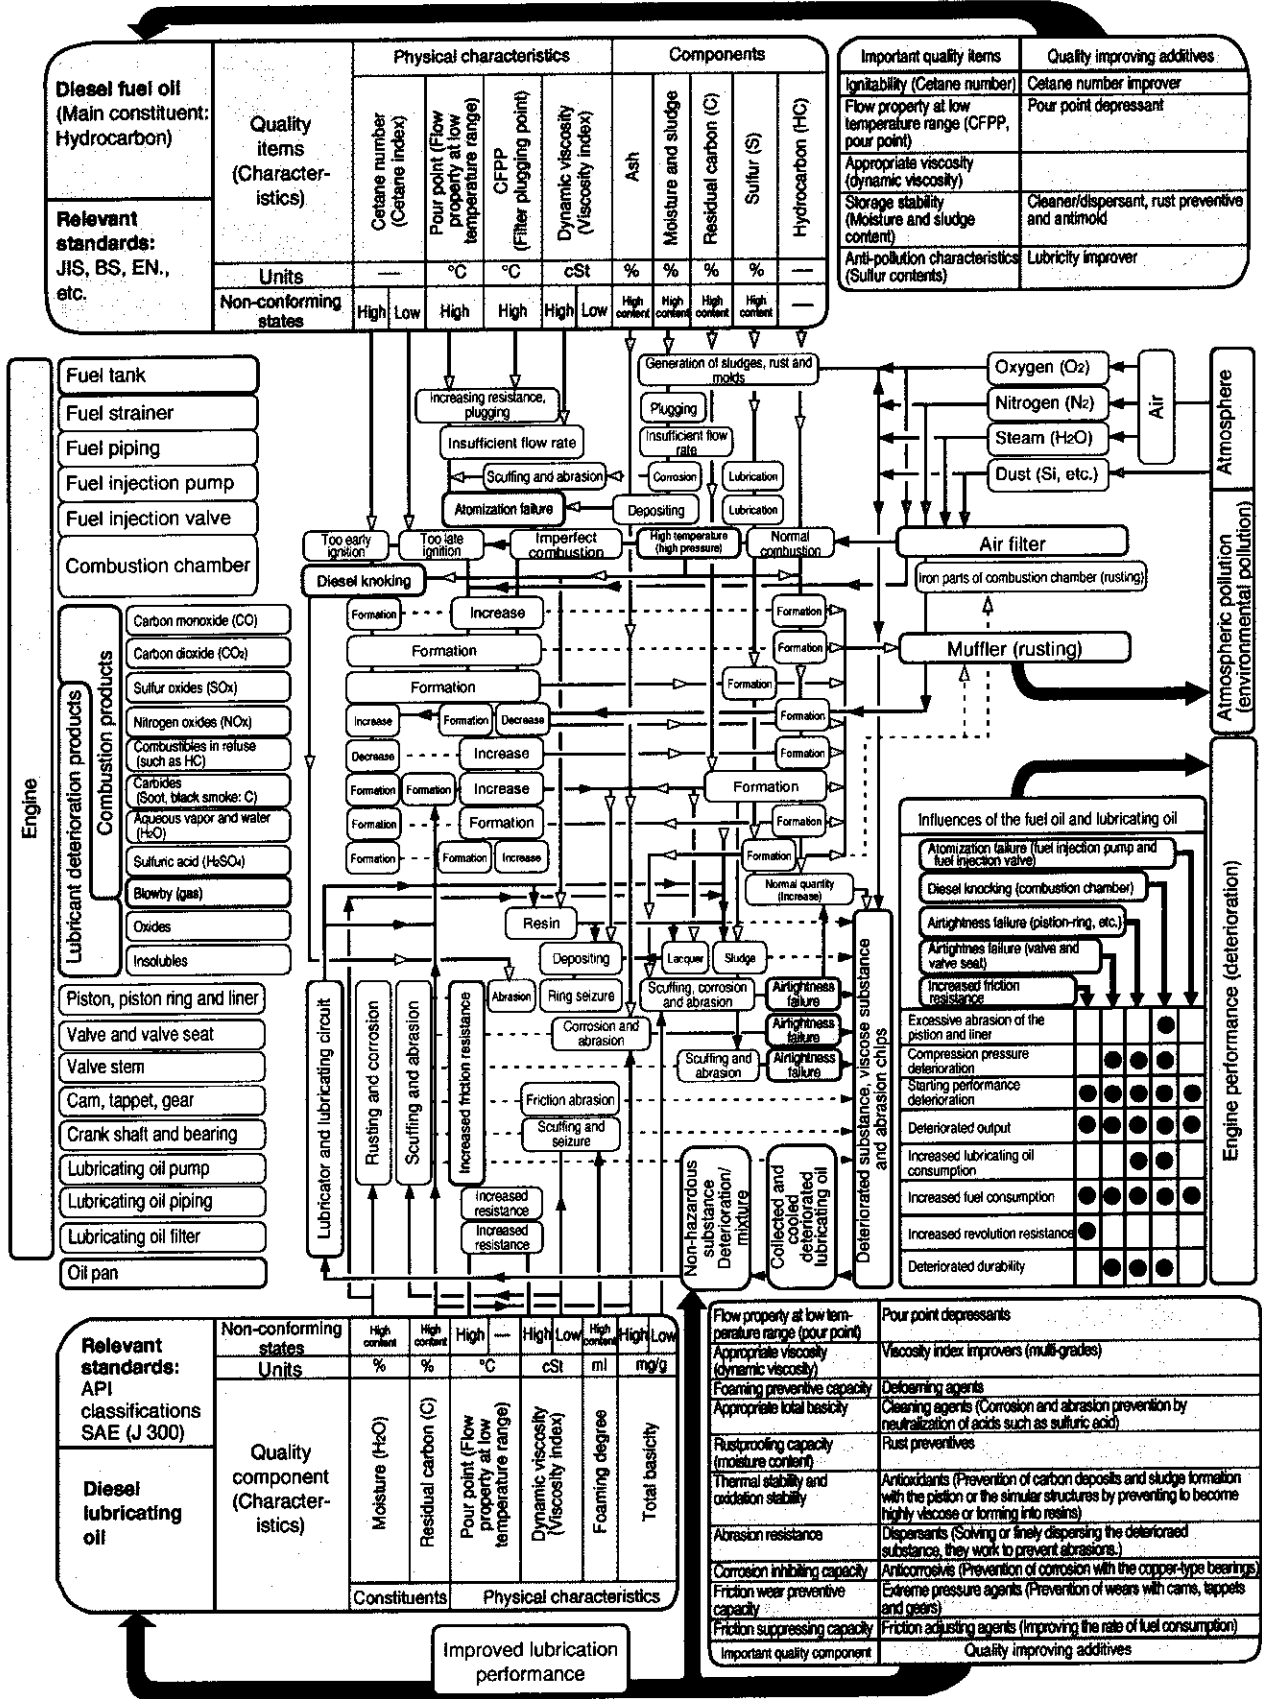 Diesel fuel oil
(Main constituent:
Hydrocarbon)
Relevant
standards:
JIS, BS, EN.,
etc.
Quality
items
(Character-
istics)
Units
Non-conforming
states
Physical characteristics
Components
Cetane number
(Cetane index)
Pour point (Flow
property at low
temperature range)
CFPP
(Filter plugging point)
Dynamic viscosity
(Viscosity index)
Ash
Moisture and sludge
Residual carbon (C)
Sulfur (S)
Hydrocarbon (HC)
— °C °C cSt % % % % —
High Low High High High Low High content High content High content High content —
Important quality items Quality improving additives
Ignitability (Cetane number) Cetane number improver
Flow property at low
temperature range (CFPP,
pour point)
Pour point depressant
Appropriate viscosity
(dynamic viscosity)
Storage stability
(Moisture and sludge
content)
Cleaner/dispersant, rust preventive
and antimold
Anti-pollution characteristics
(Sulfur contents)
Lubricity improver
Engine
Fuel tank
Fuel strainer
Fuel piping
Fuel injection pump
Fuel injection valve
Combustion chamber
Lubricant deterioration products
Combustion products
Carbon monoxide (CO)
Carbon dioxide (CO2)
Sulfur oxides (SOx)
Nitrogen oxides (NOx)
Combustibles in refuse
(such as HC)
Carbides
(Soot, black smoke: C)
Aqueous vapor and water
(H2O)
Sulfuric acid (H2SO4)
Blowby (gas)
Oxides
Insolubles
Piston, piston ring and liner
Valve and valve seat
Valve stem
Cam, tappet, gear
Crank shaft and bearing
Lubricating oil pump
Lubricating oil piping
Lubricating oil filter
Oil pan
Generation of sludges, rust and
molds
Increasing resistance,
plugging
Plugging
Insufficient flow rate
Insufficient flow
rate
Scuffing and abrasion
Corrosion
Lubrication
Atomization failure
Depositing
Lubrication
Too early
ignition
Too late
ignition
Imperfect
combustion
High temperature
(high pressure)
Normal
combustion
Diesel knoking
Formation Increase Formation
Formation Formation
Formation Formation
Increase Formation Decrease Formation
Decrease Increase Formation
Formation Formation Increase Formation
Formation Formation Formation
Formation Formation Increase Formation
Normal quantity
(Increase)
Resin
Depositing
Lacquer
Sludge
Abrasion
Ring seizure
Scuffing, corrosion
and abrasion
Airtightness
failure
Corrosion and
abrasion
Airtightness
failure
Scuffing and
abrasion
Airtightness
failure
Friction abrasion
Scuffing and
seizure
Increased
resistance
Increased
resistance
Lubricator and lubricating circuit
Rusting and corrosion
Scuffing and abrasion
Increased friction resistance
Non-hazardous
substance
Deterioration/
mixture
Collected and
cooled
deteriorated
lubricating oil
Deteriorated substance, viscose substance
and abrasion chips
Oxygen (O2)
Nitrogen (N2)
Steam (H2O)
Dust (Si, etc.)
Air
Atmosphere
Air filter
Iron parts of combustion chamber (rusting)
Muffler (rusting)
Atmospheric pollution
(environmental pollution)
Engine performance (deterioration)
Influences of the fuel oil and lubricating oil
Atomization failure (fuel injection pump and
fuel injection valve)
Diesel knocking (combustion chamber)
Airtightness failure (pistion-ring, etc.)
Airtightnes failure (valve and
valve seat)
Increased friction
resistance
Excessive abrasion of the
pistion and liner
Compression pressure
deterioration
Starting performance
deterioration
Deteriorated output
Increased lubricating oil
consumption
Increased fuel consumption
Increased revolution resistance
Deteriorated durability
Relevant
standards:
API
classifications
SAE (J 300)
Diesel
lubricating
oil
Non-conforming
states
Units
Quality
component
(Character-
istics)
High content High content High — High Low High content High Low
% % °C cSt ml mg/g
Moisture (H2O)
Residual carbon (C)
Pour point (Flow
property at low
temperature range)
Dynamic viscosity
(Viscosity index)
Foaming degree
Total basicity
Constituents
Physical characteristics
Improved lubrication
performance
Flow property at low tem-
perature range (pour point)
Pour point depressants
Appropriate viscosity
(dynamic viscosity)
Viscosity index improvers (multi-grades)
Foaming preventive capacity Defoaming agents
Appropriate total basicity
Cleaning agents (Corrosion and abrasion prevention by
neutralization of acids such as sulfuric acid)
Rustproofing capacity
(moisture content)
Rust preventives
Thermal stability and
oxidation stability
Antioxidants (Prevention of carbon deposits and sludge formation
with the pistion or the simular structures by preventing to become
highly viscose or forming into resins)
Abrasion resistance
Dispersants (Solving or finely dispersing the deterioraed
substance, they work to prevent abrasions.)
Corrosion inhibiting capacity Anticorrosivis (Prevention of corrosion with the copper-type bearings)
Friction wear preventive
capacity
Extreme pressure agents (Prevention of wears with cams, tappets
and gears)
Friction suppressing capacity Friction adjusting agents (Improving the rate of fuel consumption)
Important quality component Quality improving additives